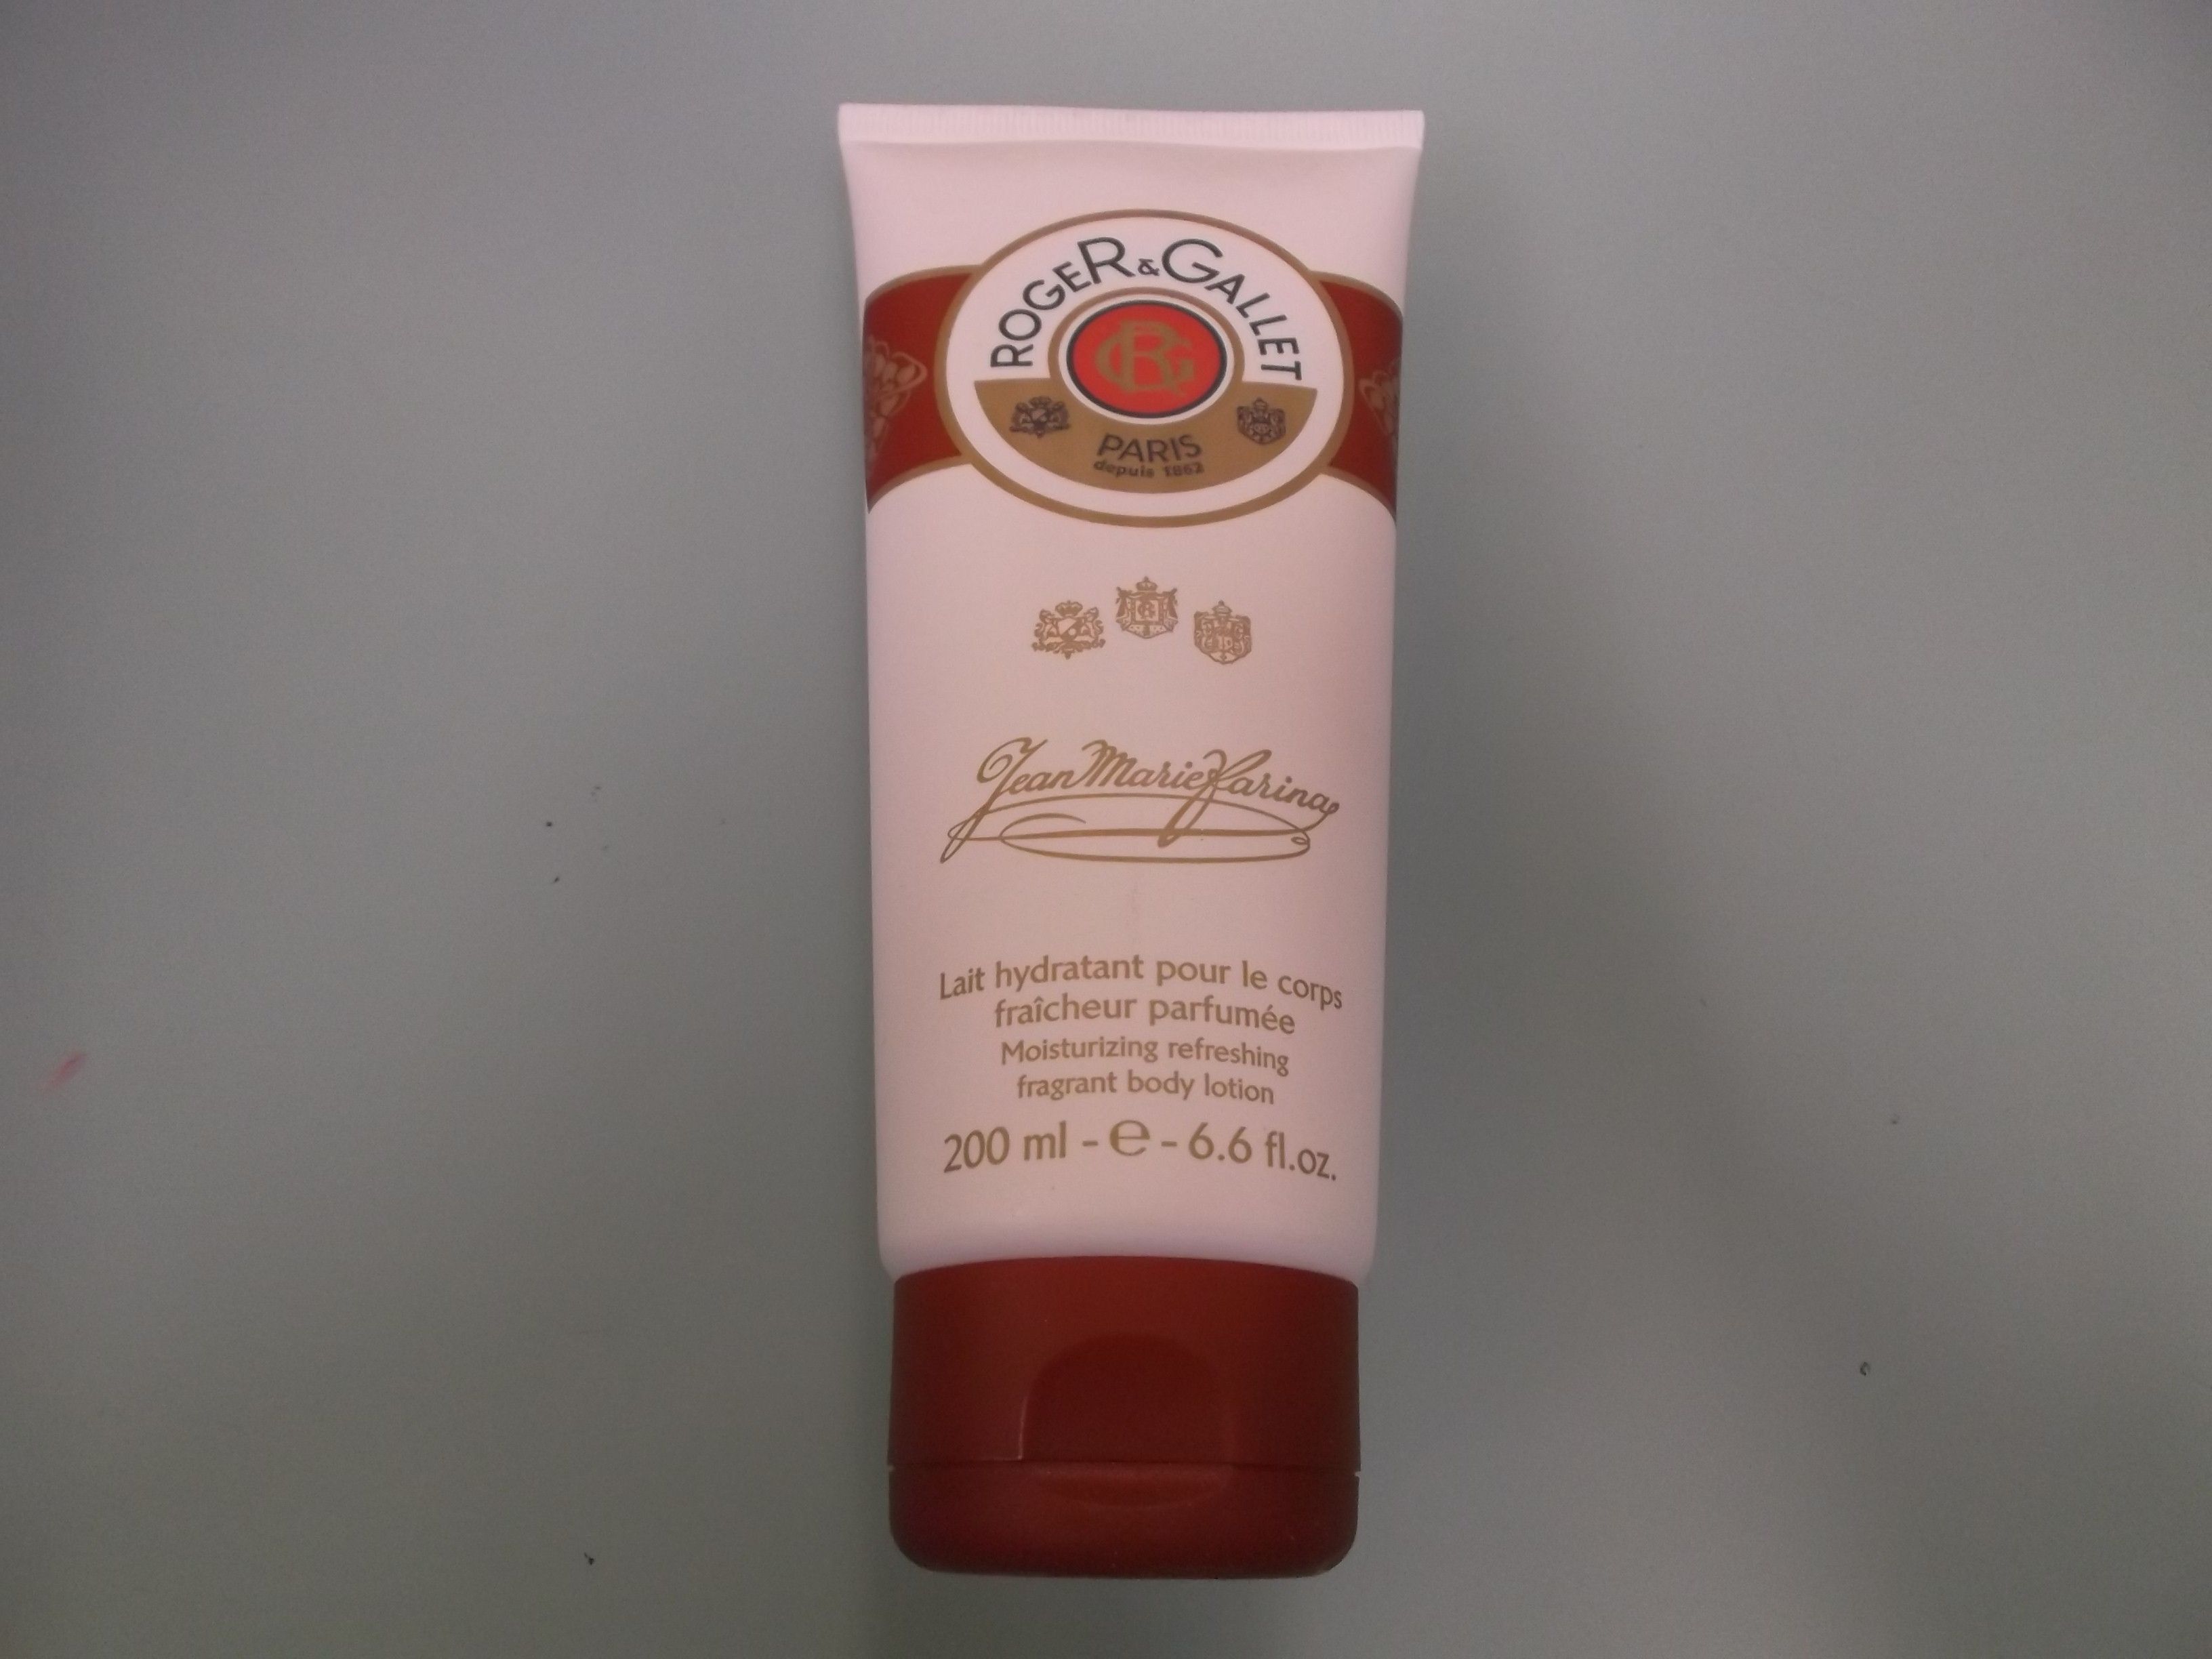 ROGER & GALLET
RG
PARIS
depuis 1862
Jean Marie Farina
Lait hydratant pour le corps
fraîcheur parfumée
Moisturizing refreshing
fragrant body lotion
200 ml - ℮ - 6.6 fl.oz.